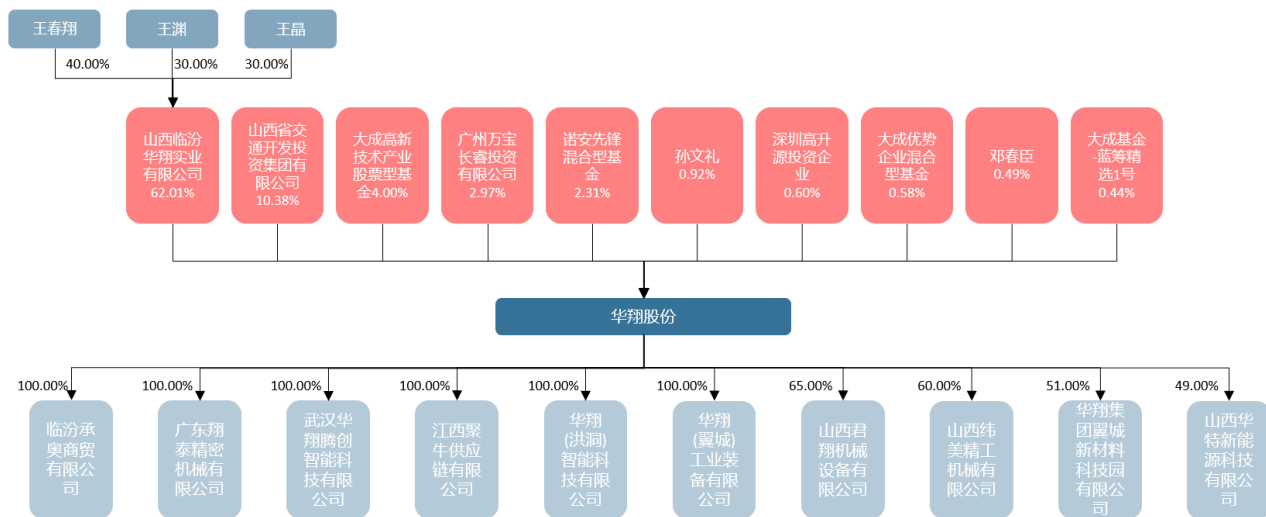 王春翔
王渊
王晶
40.00%
30.00%
30.00%
山西临汾
华翔实业
有限公司
62.01%
山西省交
通开发投
资集团有
限公司
10.38%
大成高新
技术产业
股票型基
金4.00%
广州万宝
长睿投资
有限公司
2.97%
诺安先锋
混合型基
金
2.31%
孙文礼
0.92%
深圳高升
源投资企
业
0.60%
大成优势
企业混合
型基金
0.58%
邓春臣
0.49%
大成基金
-蓝筹精
选1号
0.44%
华翔股份
100.00%
100.00%
100.00%
100.00%
100.00%
100.00%
65.00%
60.00%
51.00%
49.00%
临汾承
奥商贸
有限公
司
广东翔
泰精密
机械有
限公司
武汉华
翔腾创
智能科
技有限
公司
江西聚
牛供应
链有限
公司
华翔
(洪洞)
智能科
技有限
公司
华翔
(翼城)
工业装
备有限
公司
山西君
翔机械
设备有
限公司
山西纬
美精工
机械有
限公司
华翔集
团翼城
新材料
科技园
有限公
司
山西华
特新能
源科技
有限公
司